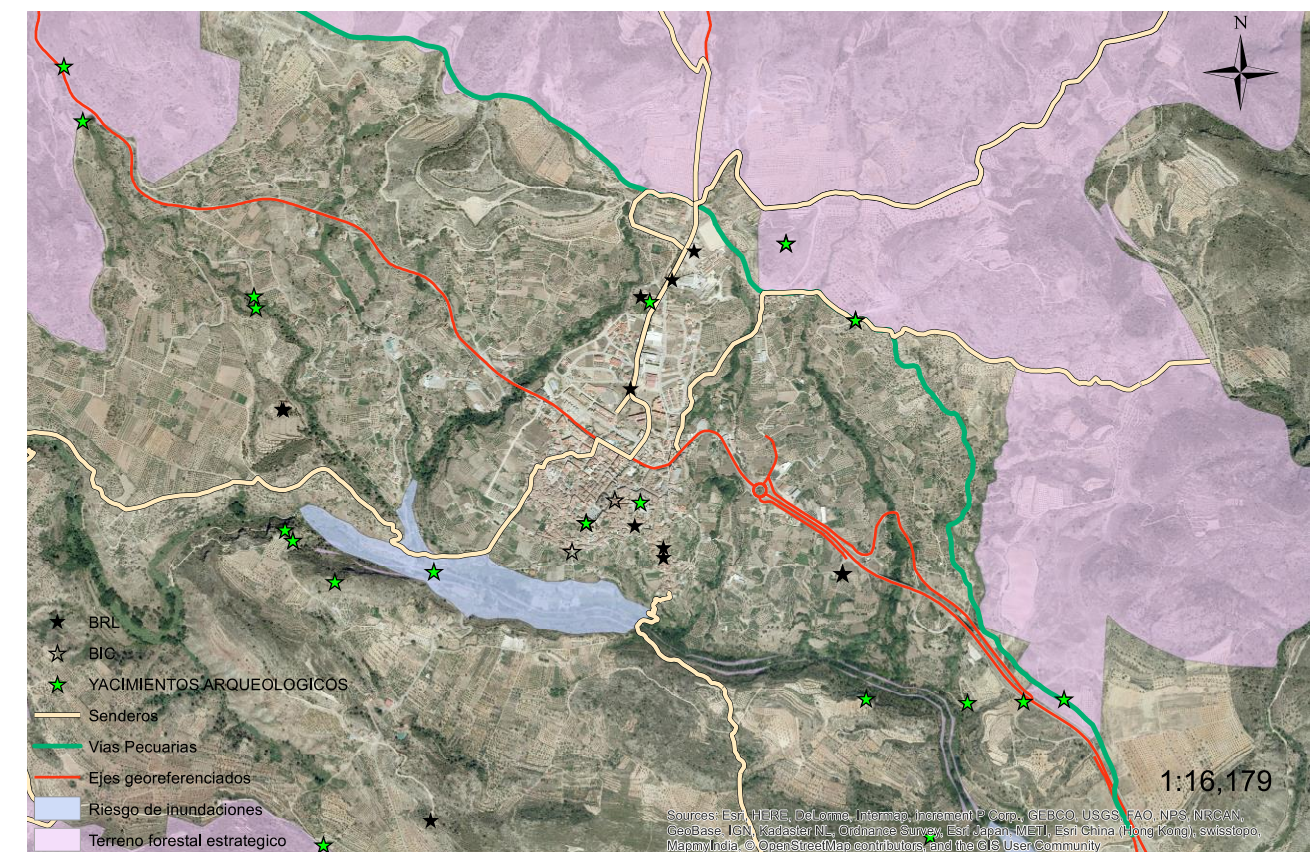 N
BRL
BIC
YACIMIENTOS ARQUEOLOGICOS
Senderos
Vias Pecuarias
Ejes georeferenciados
Riesgo de inundaciones
Terreno forestal estrategico
1:16,179
Sources: Esri, HERE, DeLorme, Intermap, increment P Corp., GEBCO, USGS, FAO, NPS, NRCAN,
GeoBase, IGN, Kadaster NL, Ordnance Survey, Esri Japan, METI, Esri China (Hong Kong), swisstopo,
MapmyIndia, © OpenStreetMap contributors, and the GIS User Community